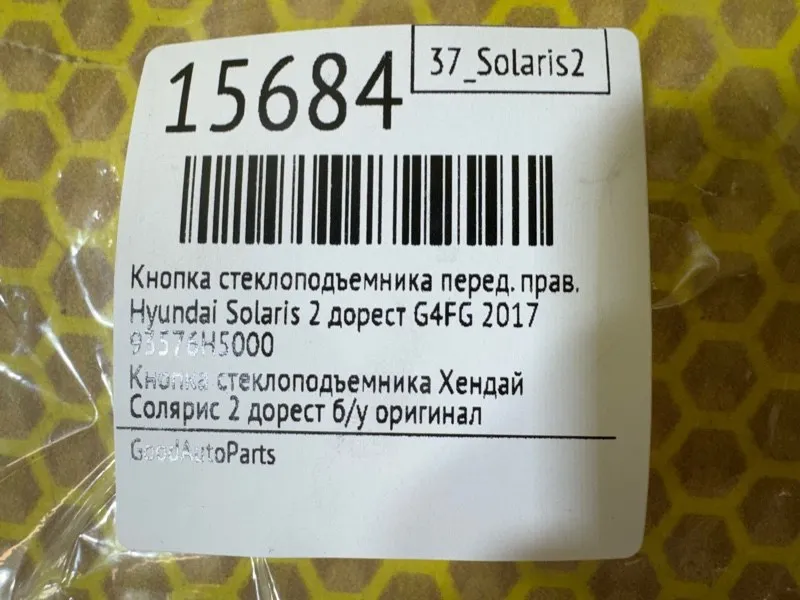 37_Solaris2
15684
Кнопка стеклоподъемника перед. прав.
Hyundai Solaris 2 дорест G4FG 2017
93576H5000
Кнопка стеклоподъемника Хендай
Солярис 2 дорест б/у оригинал
GoodAutoParts